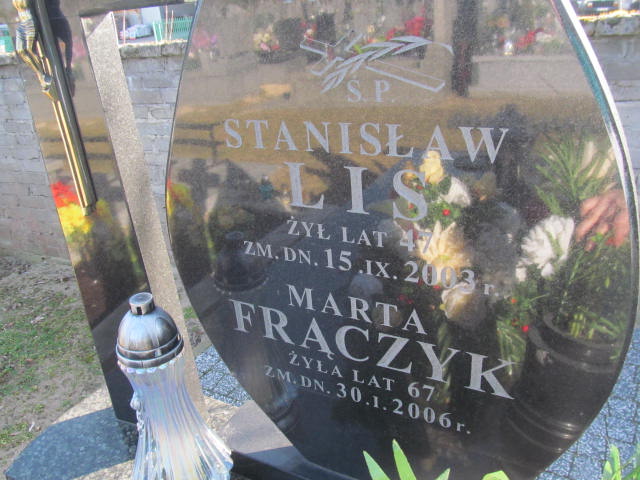 Ś.P.
STANISŁAW
LIS
ŻYŁ LAT 47
ZM. DN. 15.IX.2003 r.
MARTA
FRĄCZYK
ŻYŁA LAT 67
ZM. DN. 30.I.2006 r.